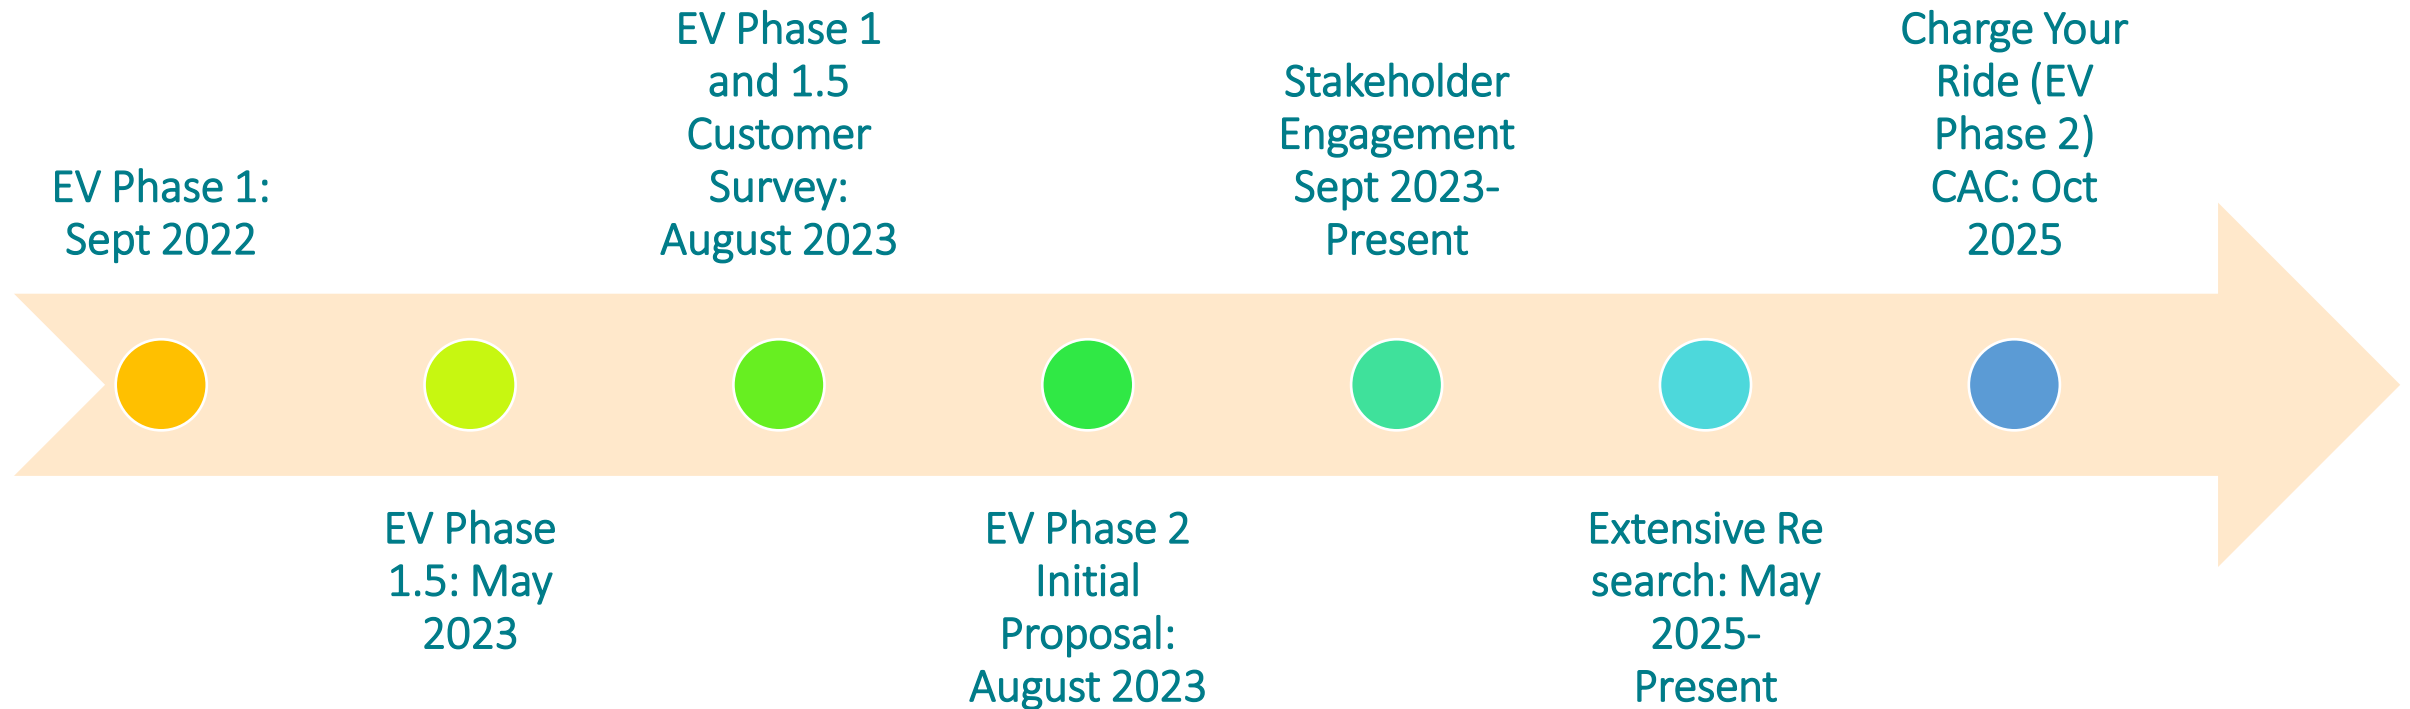 EV Phase 1:
Sept 2022
EV Phase
1.5: May
2023
EV Phase 1
and 1.5
Customer
Survey:
August 2023
EV Phase 2
Initial
Proposal:
August 2023
Stakeholder
Engagement
Sept 2023-
Present
Extensive Re
search: May
2025-
Present
Charge Your
Ride (EV
Phase 2)
CAC: Oct
2025